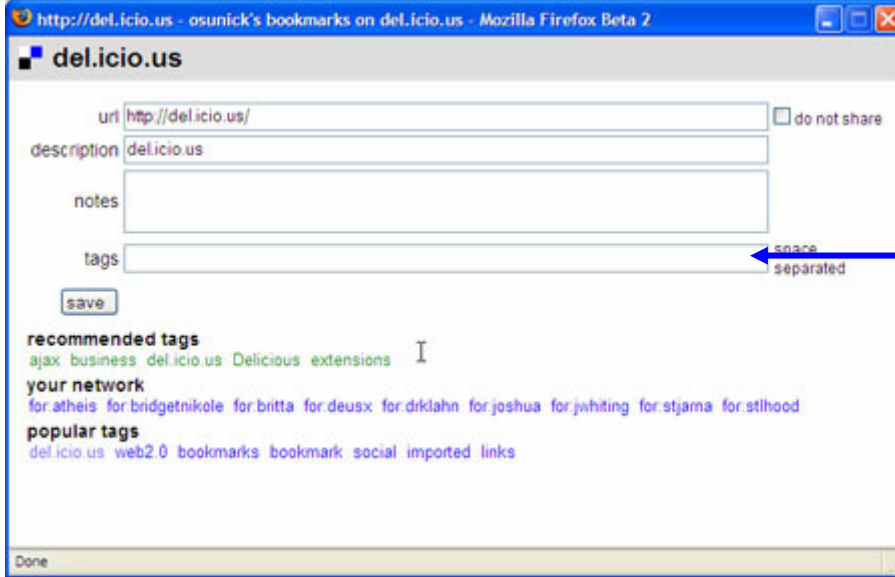 http://del.icio.us - osunick's bookmarks on del.icio.us - Mozilla Firefox Beta 2
del.icio.us
url http://del.icio.us/ do not share
description del.icio.us
notes
tags space separated
save
recommended tags
ajax business del.icio.us Delicious extensions
your network
for:atheis for:bridgetnikole for:britta for:deusx for:drklahn for:joshua for:jwhiting for:stjarna for:stlhood
popular tags
del.icio.us web2.0 bookmarks bookmark social imported links
Done